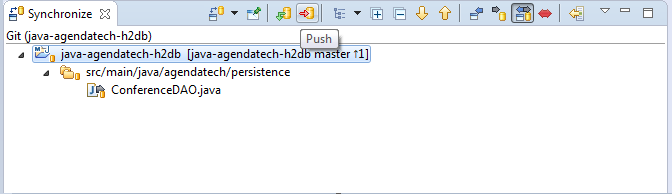 Synchronize
Push
Git (java-agendatech-h2db)
java-agendatech-h2db [java-agendatech-h2db master ↑1]
src/main/java/agendatech/persistence
ConferenceDAO.java